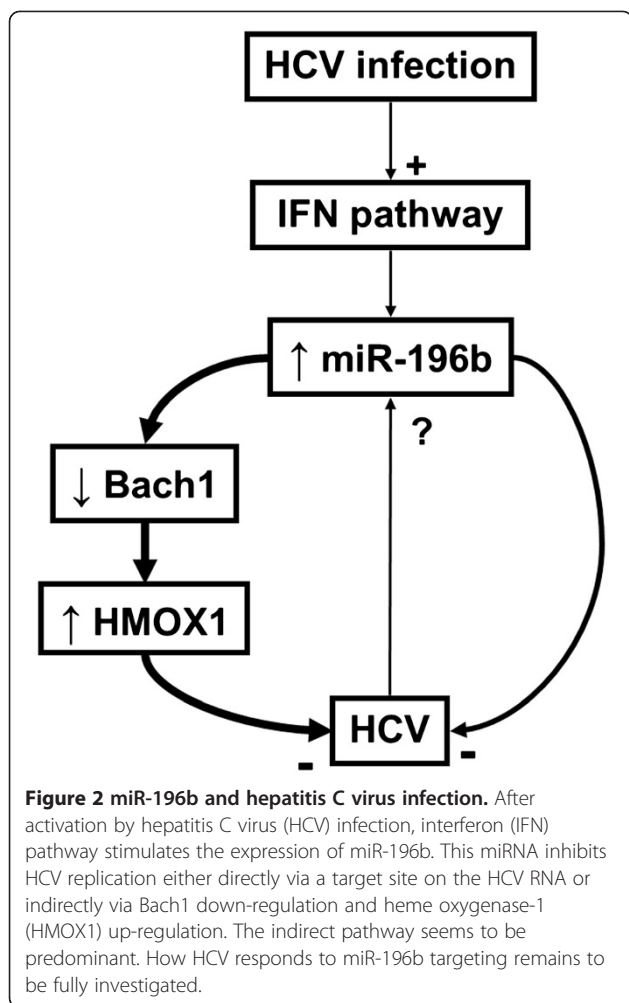 HCV infection
+
IFN pathway
↑ miR-196b
?
↓ Bach1
↑ HMOX1
HCV
-
-
Figure 2 miR-196b and hepatitis C virus infection. After
activation by hepatitis C virus (HCV) infection, interferon (IFN)
pathway stimulates the expression of miR-196b. This miRNA inhibits
HCV replication either directly via a target site on the HCV RNA or
indirectly via Bach1 down-regulation and heme oxygenase-1
(HMOX1) up-regulation. The indirect pathway seems to be
predominant. How HCV responds to miR-196b targeting remains to
be fully investigated.